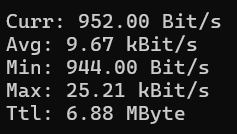 Curr: 952.00 Bit/s
Avg: 9.67 kBit/s
Min: 944.00 Bit/s
Max: 25.21 kBit/s
Ttl: 6.88 MByte